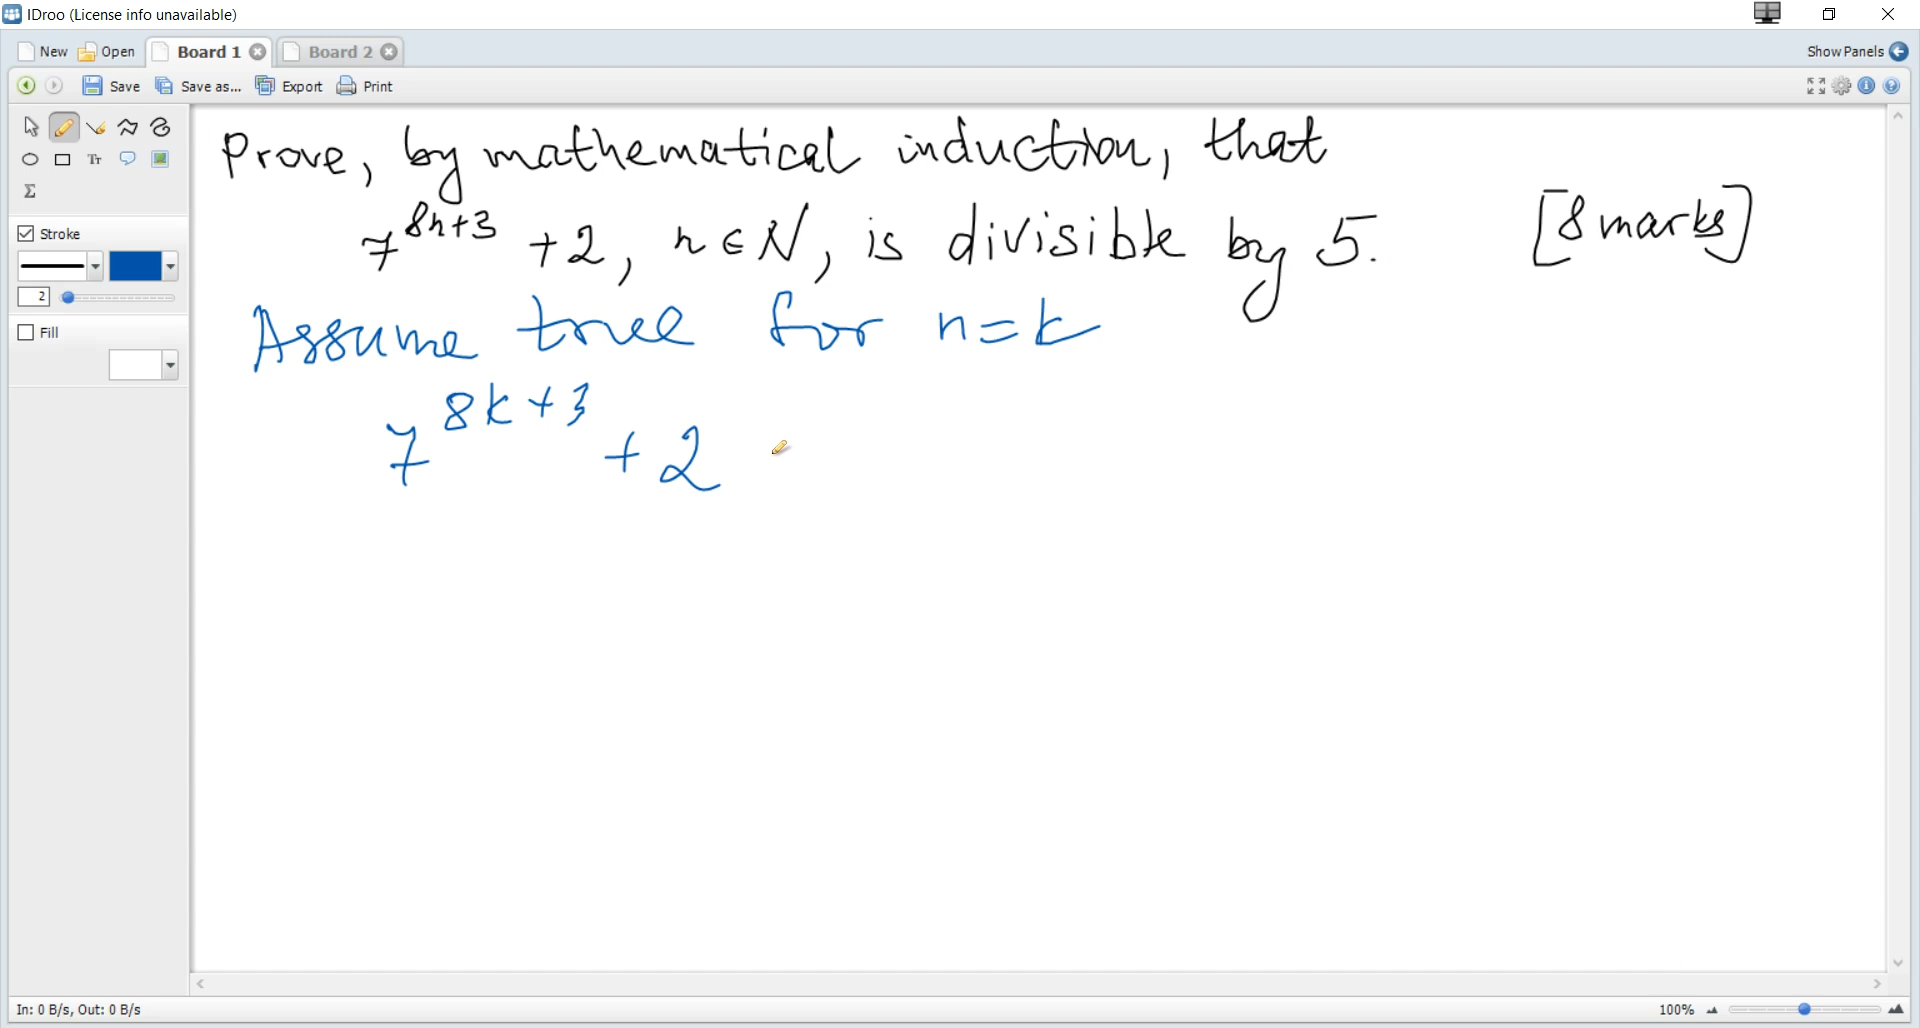 IDroo (License info unavailable)
New Open Board 1 Board 2 Show Panels
Save Save as... Export Print
Tr
Σ
Stroke
2
Fill
Prove, by mathematical induction, that
7^{8n+3} + 2, n ∈ N, is divisible by 5. [8 marks]
Assume true for n = k
7^{8k+3} + 2
In: 0 B/s, Out: 0 B/s 100%